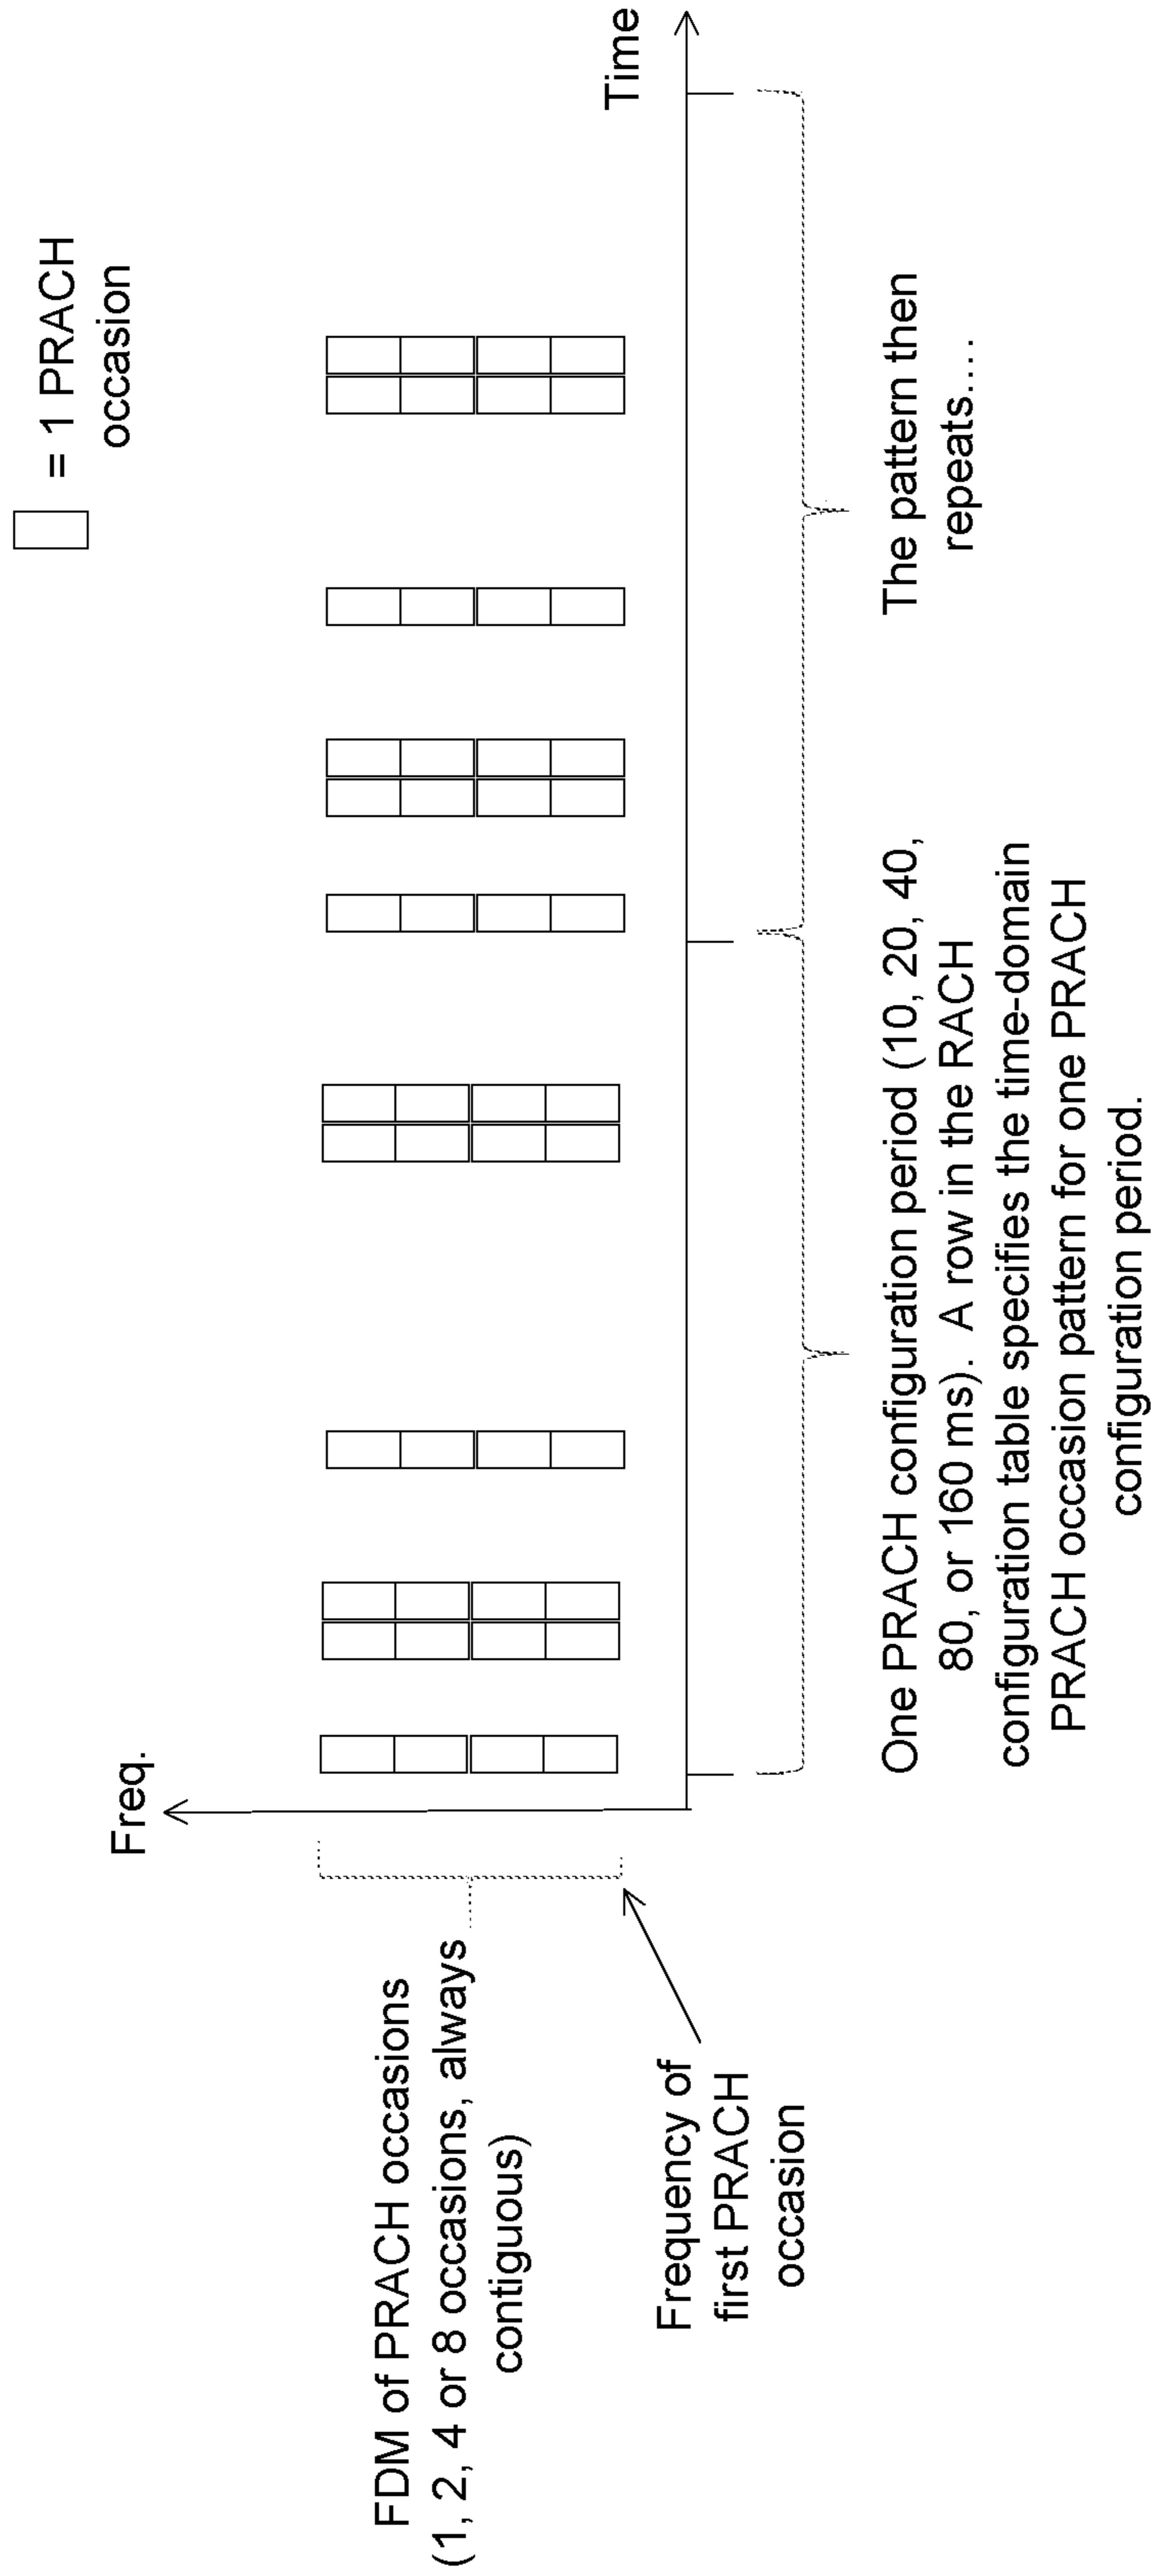 = 1 PRACH
occasion
Freq.
Time
FDM of PRACH occasions
(1, 2, 4 or 8 occasions, always
contiguous)
Frequency of
first PRACH
occasion
One PRACH configuration period (10, 20, 40,
80, or 160 ms).  A row in the RACH
configuration table specifies the time-domain
PRACH occasion pattern for one PRACH
configuration period.
The pattern then
repeats....